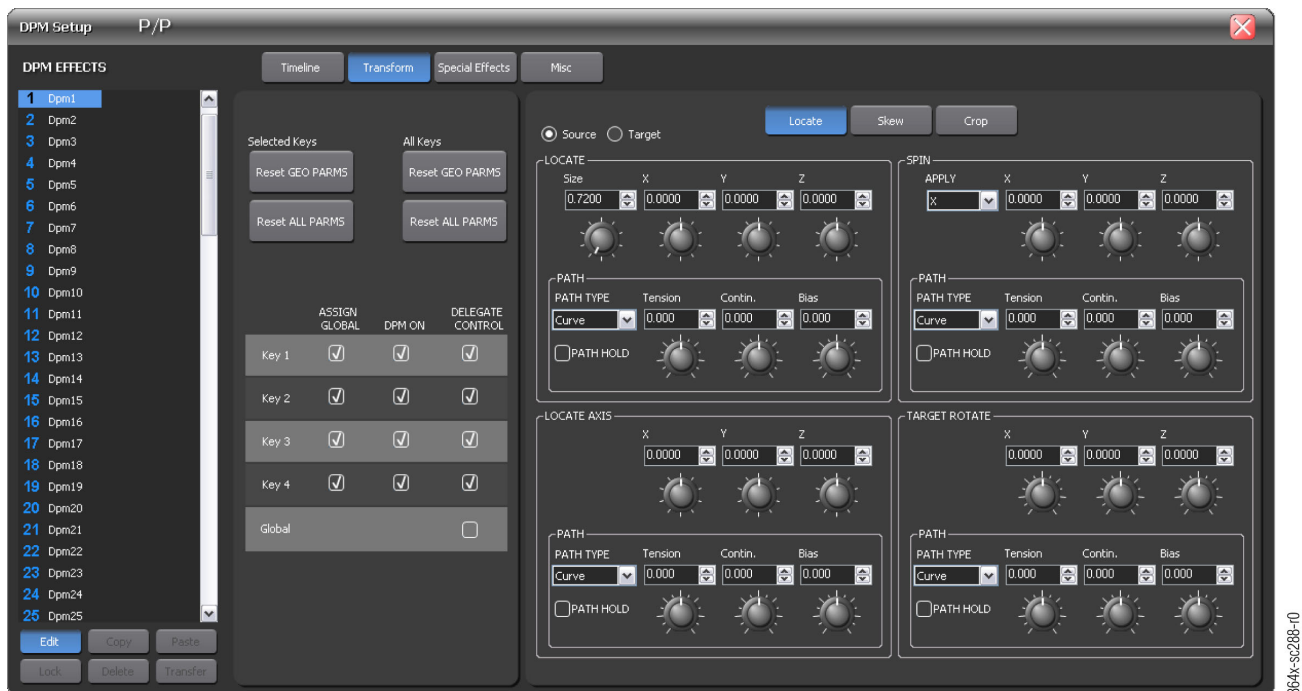 DPM Setup P/P
DPM EFFECTS
Timeline Transform Special Effects Misc
1 Dpm1
2 Dpm2
3 Dpm3
4 Dpm4
5 Dpm5
6 Dpm6
7 Dpm7
8 Dpm8
9 Dpm9
10 Dpm10
11 Dpm11
12 Dpm12
13 Dpm13
14 Dpm14
15 Dpm15
16 Dpm16
17 Dpm17
18 Dpm18
19 Dpm19
20 Dpm20
21 Dpm21
22 Dpm22
23 Dpm23
24 Dpm24
25 Dpm25
Edit Copy Paste
Lock Delete Transfer
Selected Keys All Keys
Reset GEO PARMS Reset GEO PARMS
Reset ALL PARMS Reset ALL PARMS
ASSIGN GLOBAL DPM ON DELEGATE CONTROL
Key 1
Key 2
Key 3
Key 4
Global
Source Target
Locate Skew Crop
LOCATE
Size X Y Z
0.7200 0.0000 0.0000 0.0000
PATH
PATH TYPE Tension Contin. Bias
Curve 0.000 0.000 0.000
PATH HOLD
SPIN
APPLY X Y Z
X 0.0000 0.0000 0.0000
PATH
PATH TYPE Tension Contin. Bias
Curve 0.000 0.000 0.000
PATH HOLD
LOCATE AXIS
X Y Z
0.0000 0.0000 0.0000
PATH
PATH TYPE Tension Contin. Bias
Curve 0.000 0.000 0.000
PATH HOLD
TARGET ROTATE
X Y Z
0.0000 0.0000 0.0000
PATH
PATH TYPE Tension Contin. Bias
Curve 0.000 0.000 0.000
PATH HOLD